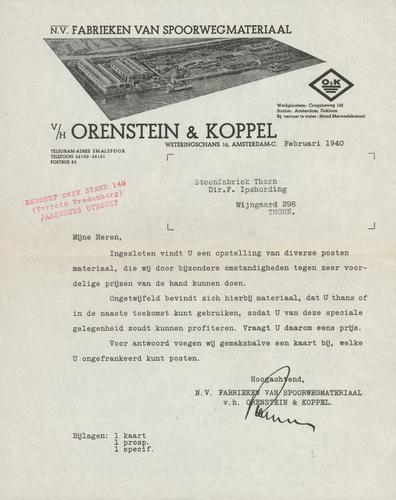 N.V. FABRIEKEN VAN SPOORWEGMATERIAAL
O&K
Werkplaatsen: Cruquiusweg 160
Station: Amsterdam, Doklaan
Bij vervoer te water: Mond Merwedekanaal
V/H ORENSTEIN & KOPPEL
WETERINGSCHANS 16, AMSTERDAM-C. Februari 1940
TELEGRAM-ADRES SMALSPOOR
TELEFOON 36100 - 36101
POSTBUS 82
BEZOEKT ONZE STAND 149
(Terrein Vredenburg)
JAARBEURS UTRECHT
Steenfabriek Thorn
Dir.F. Ipshording
Wijngaard 296
THORN.
Mijne Heren,
Ingesloten vindt U een opstelling van diverse posten
materiaal, die wij door bijzondere omstandigheden tegen zeer voor-
delige prijzen van de hand kunnen doen.
Ongetwijfeld bevindt zich hierbij materiaal, dat U thans of
in de naaste toekomst kunt gebruiken, zodat U van deze speciale
gelegenheid zoudt kunnen profiteren. Vraagt U daarom eens prijs.
Voor antwoord voegen wij gemakshalve een kaart bij, welke
U ongefrankeerd kunt posten.
Hoogachtend,
N.V. FABRIEKEN VAN SPOORWEGMATERIAAL
v.h. ORENSTEIN & KOPPEL.
Bijlagen: 1 kaart
1 prosp.
1 specif.